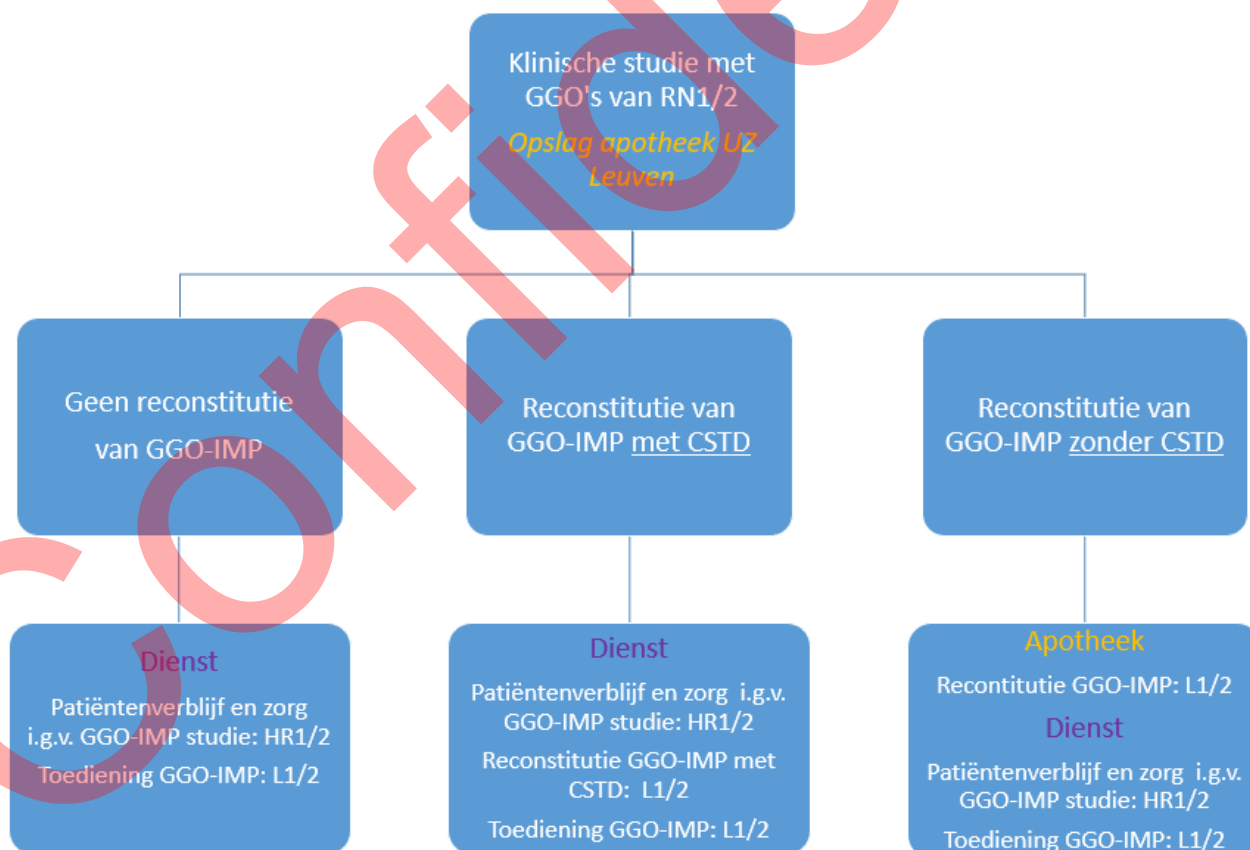 Klinische studie met
GGO's van RN1/2
Opslag apotheek UZ
Leuven
Geen reconstitutie
van GGO-IMP
Reconstitutie van
GGO-IMP met CSTD
Reconstitutie van
GGO-IMP zonder CSTD
Dienst
Patiëntenverblijf en zorg
i.g.v. GGO-IMP studie: HR1/2
Toediening GGO-IMP: L1/2
Dienst
Patiëntenverblijf en zorg i.g.v.
GGO-IMP studie: HR1/2
Reconstitutie GGO-IMP met
CSTD: L1/2
Toediening GGO-IMP: L1/2
Apotheek
Recontitutie GGO-IMP: L1/2
Dienst
Patiëntenverblijf en zorg i.g.v.
GGO-IMP studie: HR1/2
Toediening GGO-IMP: L1/2
Confide